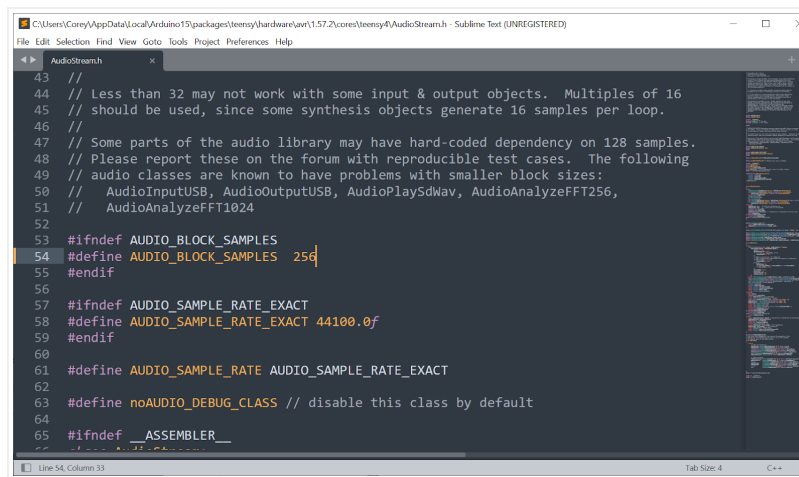 C:\Users\Corey\AppData\Local\Arduino15\packages\teensy\hardware\avr\1.57.2\cores\teensy4\AudioStream.h - Sublime Text (UNREGISTERED)
File Edit Selection Find View Goto Tools Project Preferences Help
AudioStream.h
43 //
44 // Less than 32 may not work with some input & output objects.  Multiples of 16
45 // should be used, since some synthesis objects generate 16 samples per loop.
46 //
47 // Some parts of the audio library may have hard-coded dependency on 128 samples.
48 // Please report these on the forum with reproducible test cases.  The following
49 // audio classes are known to have problems with smaller block sizes:
50 //   AudioInputUSB, AudioOutputUSB, AudioPlaySdWav, AudioAnalyzeFFT256,
51 //   AudioAnalyzeFFT1024
52
53 #ifndef AUDIO_BLOCK_SAMPLES
54 #define AUDIO_BLOCK_SAMPLES  256
55 #endif
56
57 #ifndef AUDIO_SAMPLE_RATE_EXACT
58 #define AUDIO_SAMPLE_RATE_EXACT 44100.0f
59 #endif
60
61 #define AUDIO_SAMPLE_RATE AUDIO_SAMPLE_RATE_EXACT
62
63 #define noAUDIO_DEBUG_CLASS // disable this class by default
64
65 #ifndef __ASSEMBLER__
Line 54, Column 33
Tab Size: 4
C++